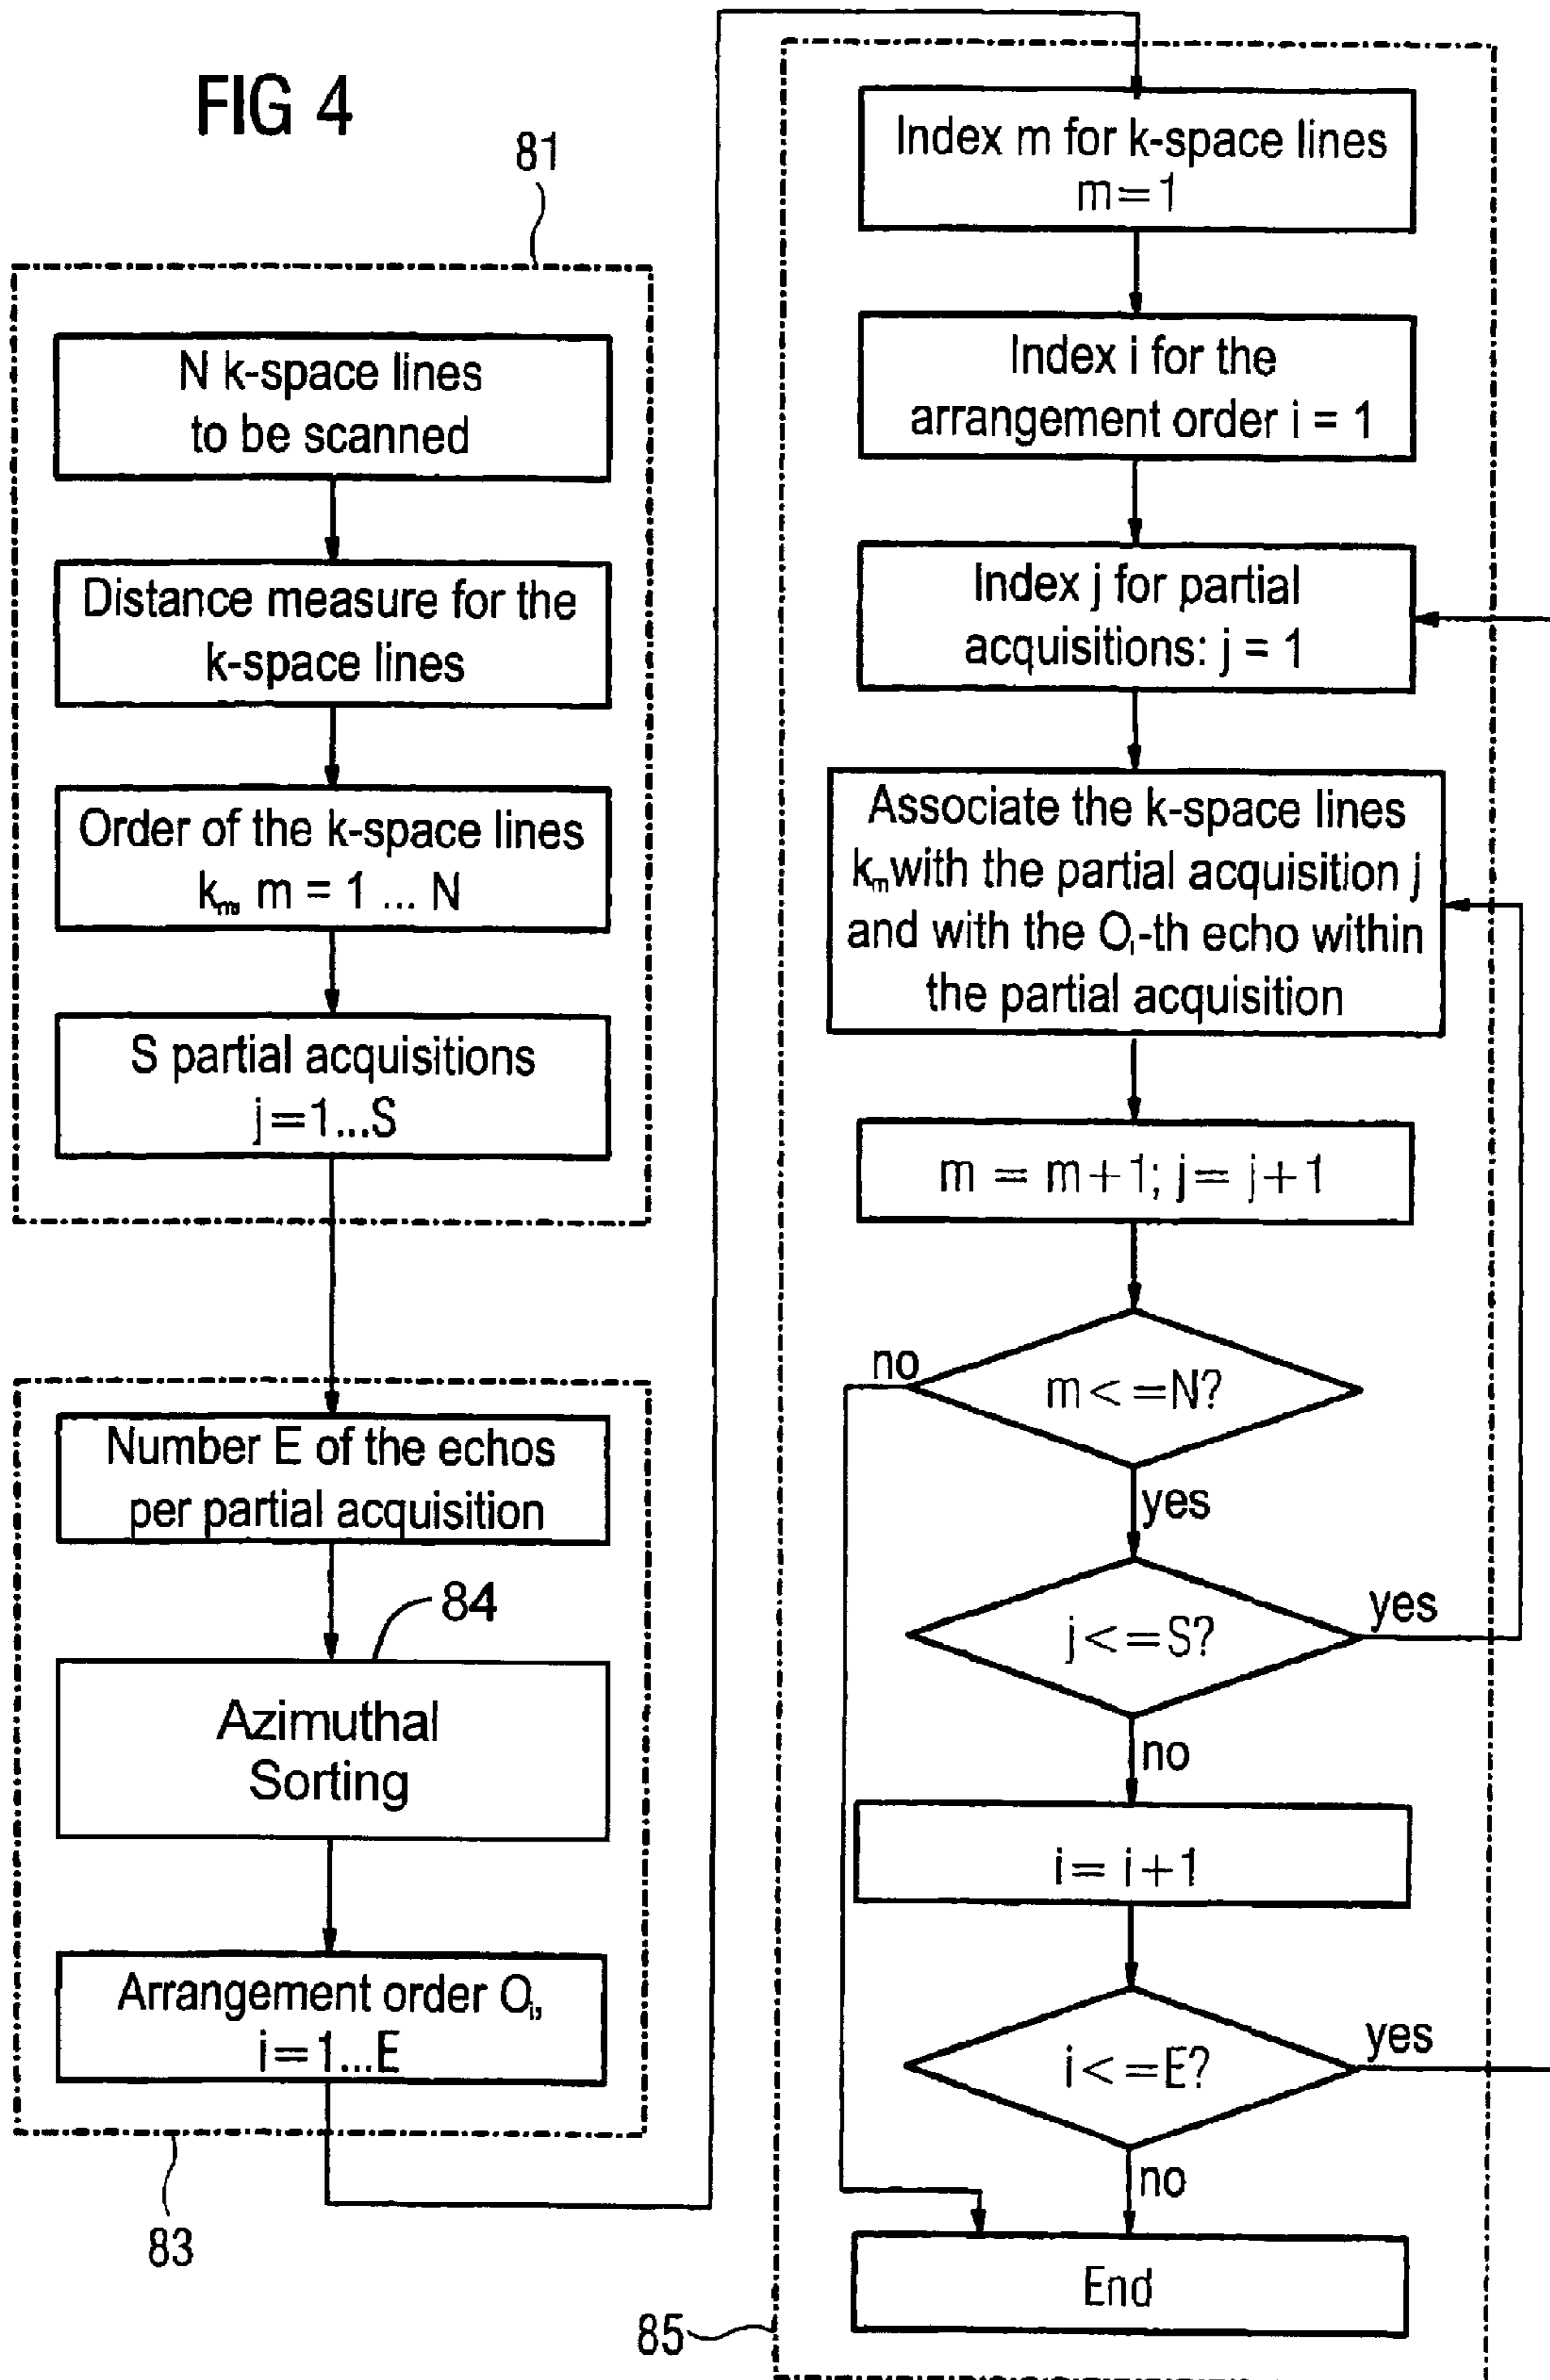 FIG 4
81
N k-space lines
to be scanned
Distance measure for the
k-space lines
Order of the k-space lines
kₘ, m = 1 ... N
S partial acquisitions
j=1...S
Number E of the echos
per partial acquisition
84
Azimuthal
Sorting
Arrangement order Oᵢ,
i=1...E
83
Index m for k-space lines
m=1
Index i for the
arrangement order i = 1
Index j for partial
acquisitions: j = 1
Associate the k-space lines
kₘ with the partial acquisition j
and with the Oᵢ-th echo within
the partial acquisition
m = m+1; j= j+1
no
m<=N?
yes
j<=S?
yes
no
i= i+1
i<=E?
yes
no
End
85